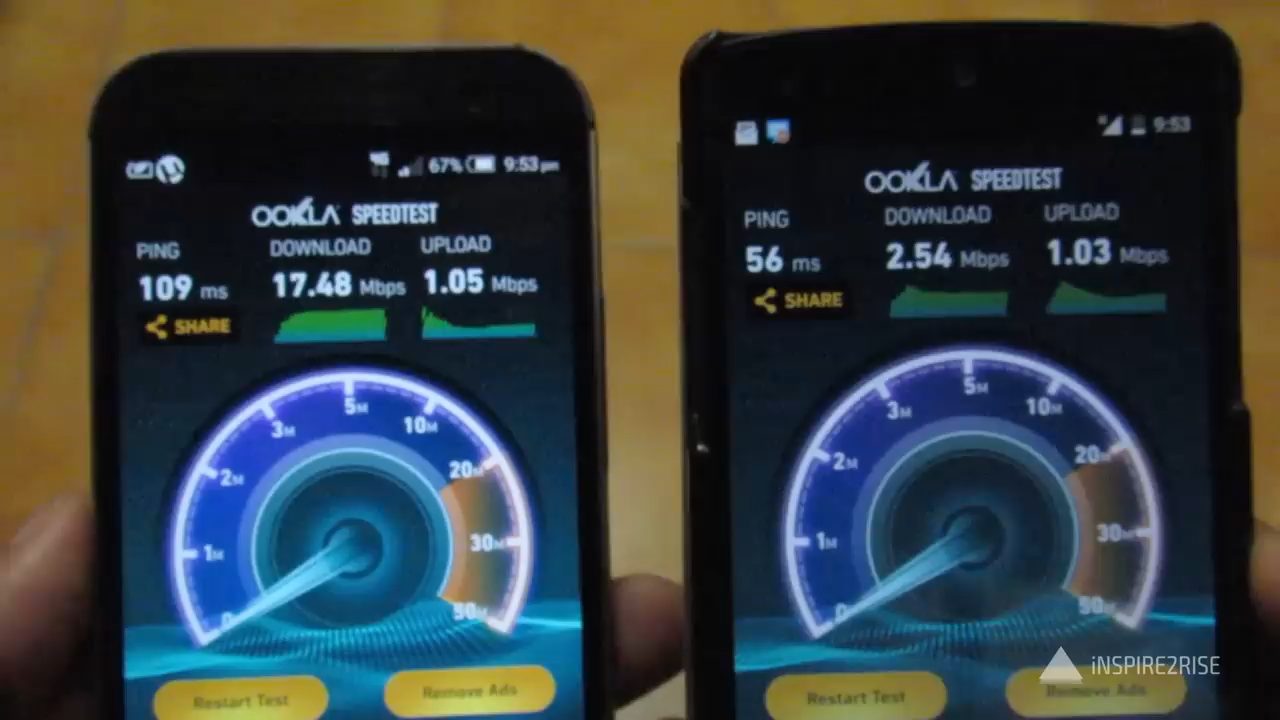 4G 67% 9:53 pm
OOKLA SPEEDTEST
PING DOWNLOAD UPLOAD
109 ms 17.48 Mbps 1.05 Mbps
SHARE
5M
3M 10M
2M 20M
1M 30M
0 50M
Restart Test Remove Ads
9:53
OOKLA SPEEDTEST
PING DOWNLOAD UPLOAD
56 ms 2.54 Mbps 1.03 Mbps
SHARE
5M
3M 10M
2M 20M
1M 30M
0 50M
Restart Test Remove Ads
iNSPIRE2RISE